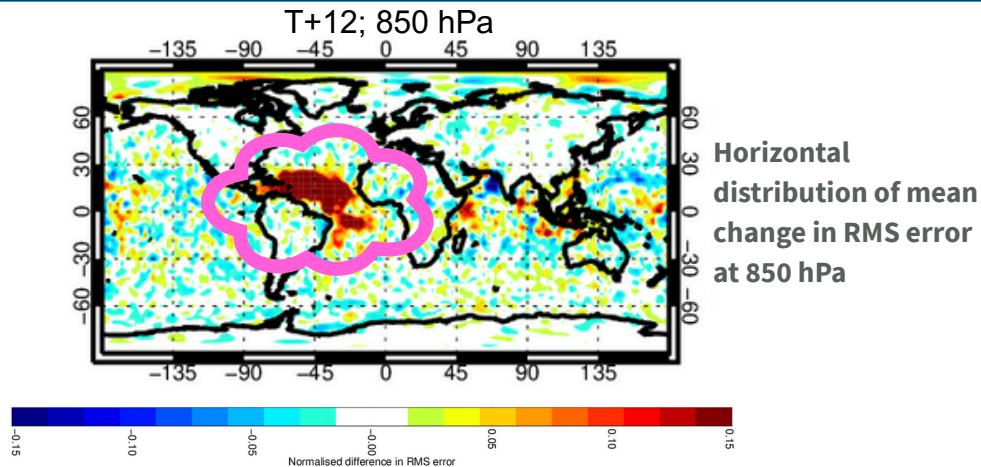 T+12; 850 hPa
−135 −90 −45 0 45 90 135
60 60
30 30
0 0
−30 −30
−60 −60
−135 −90 −45 0 45 90 135
Horizontal
distribution of mean
change in RMS error
at 850 hPa
−0.15 −0.10 −0.05 −0.00 0.05 0.10 0.15
Normalised difference in RMS error